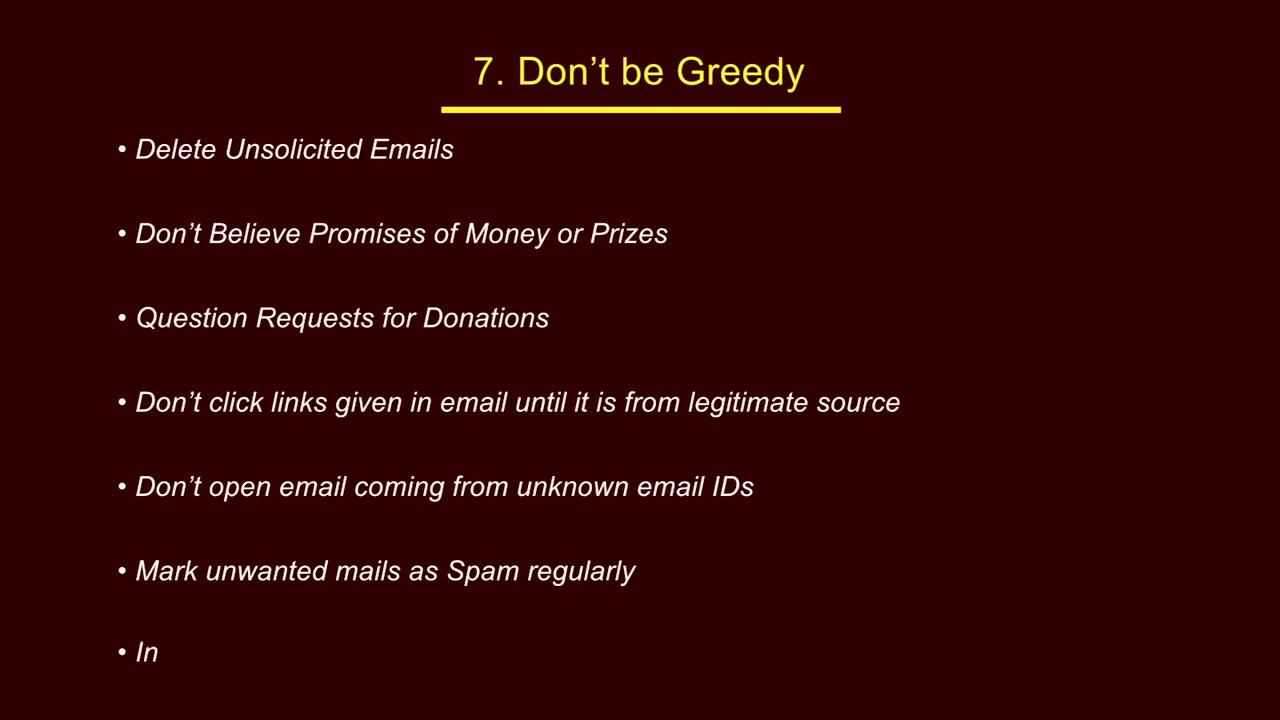 7. Don’t be Greedy
• Delete Unsolicited Emails
• Don’t Believe Promises of Money or Prizes
• Question Requests for Donations
• Don’t click links given in email until it is from legitimate source
• Don’t open email coming from unknown email IDs
• Mark unwanted mails as Spam regularly
• In